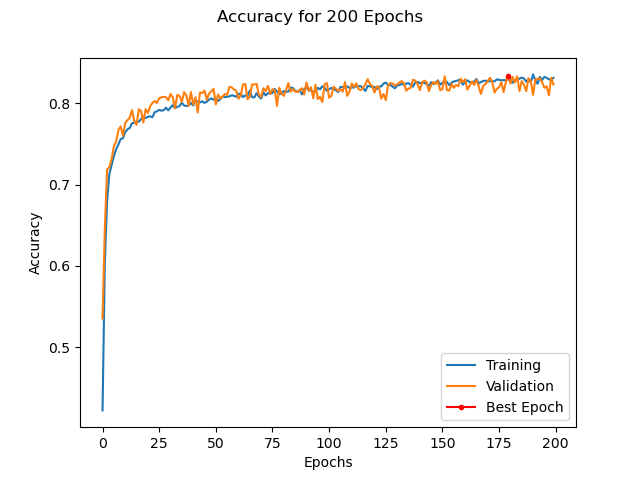 Accuracy for 200 Epochs
0.8
0.7
0.6
0.5
Accuracy
0 25 50 75 100 125 150 175 200
Epochs
Training
Validation
Best Epoch